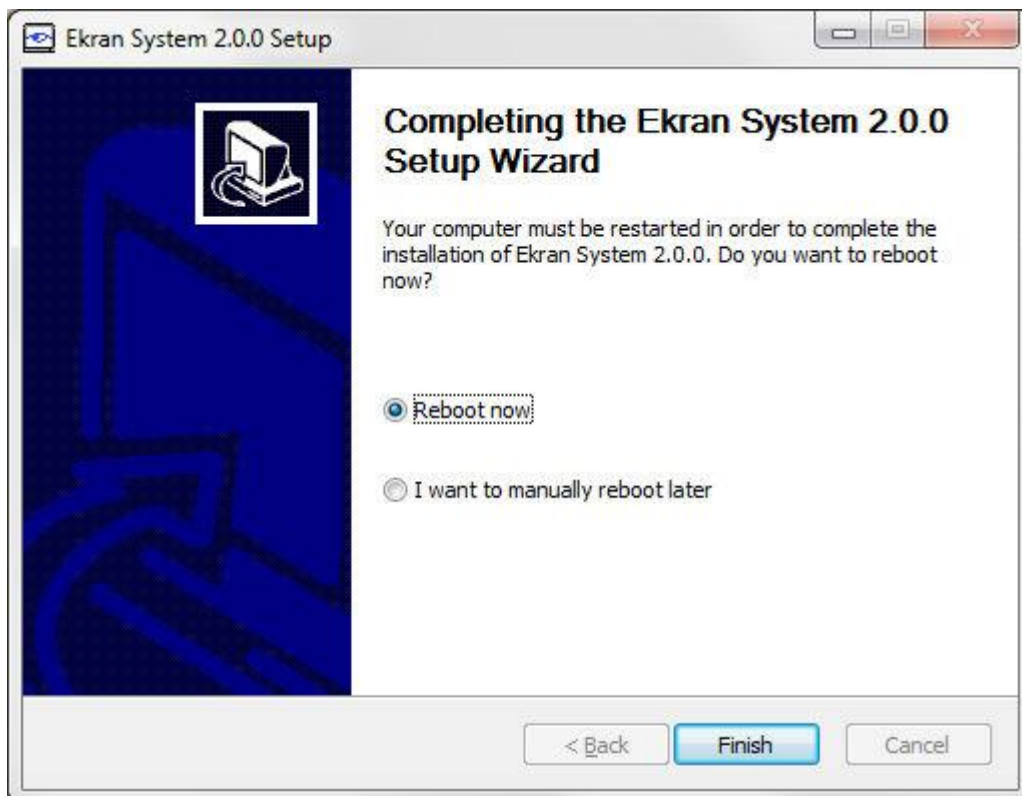 Ekran System 2.0.0 Setup
Completing the Ekran System 2.0.0
Setup Wizard
Your computer must be restarted in order to complete the
installation of Ekran System 2.0.0. Do you want to reboot
now?
Reboot now
I want to manually reboot later
< Back Finish Cancel